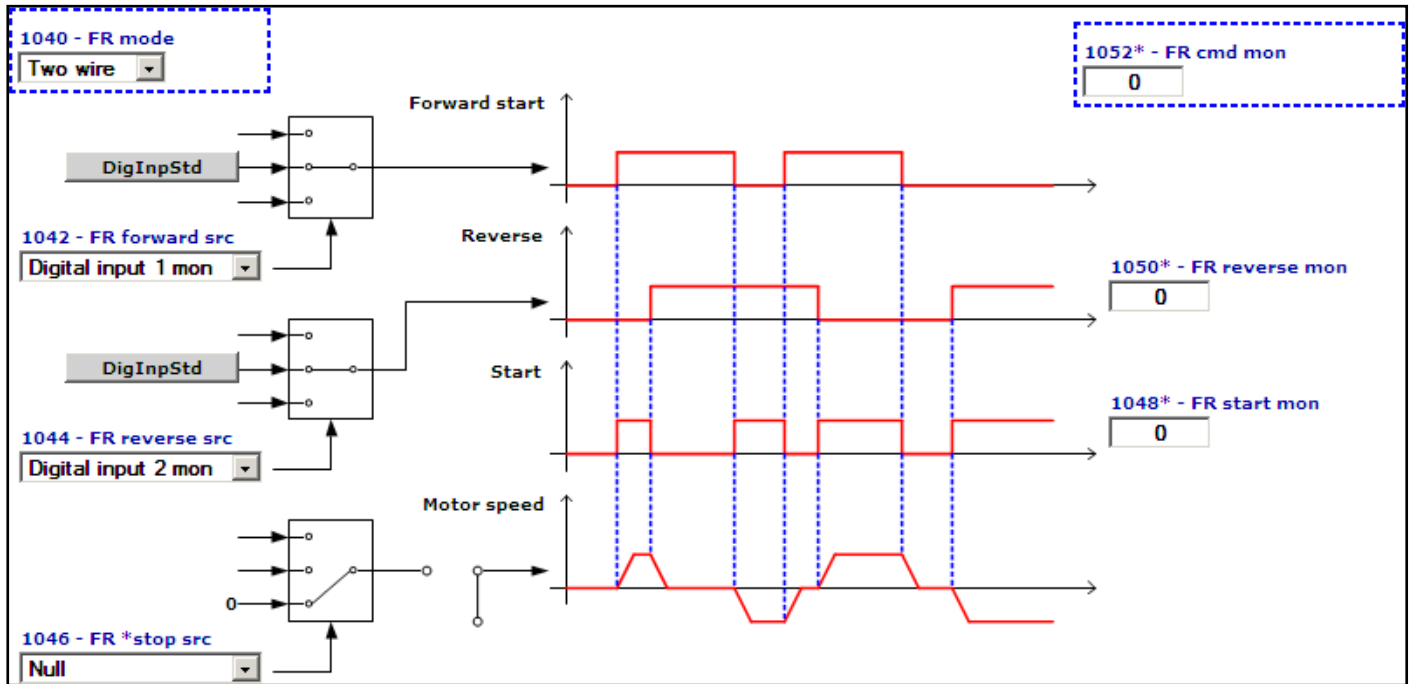 1040 - FR mode
Two wire
1052* - FR cmd mon
0
Forward start
DigInpStd
1042 - FR forward src
Digital input 1 mon
Reverse
1050* - FR reverse mon
0
DigInpStd
Start
1048* - FR start mon
0
1044 - FR reverse src
Digital input 2 mon
Motor speed
0
1046 - FR *stop src
Null